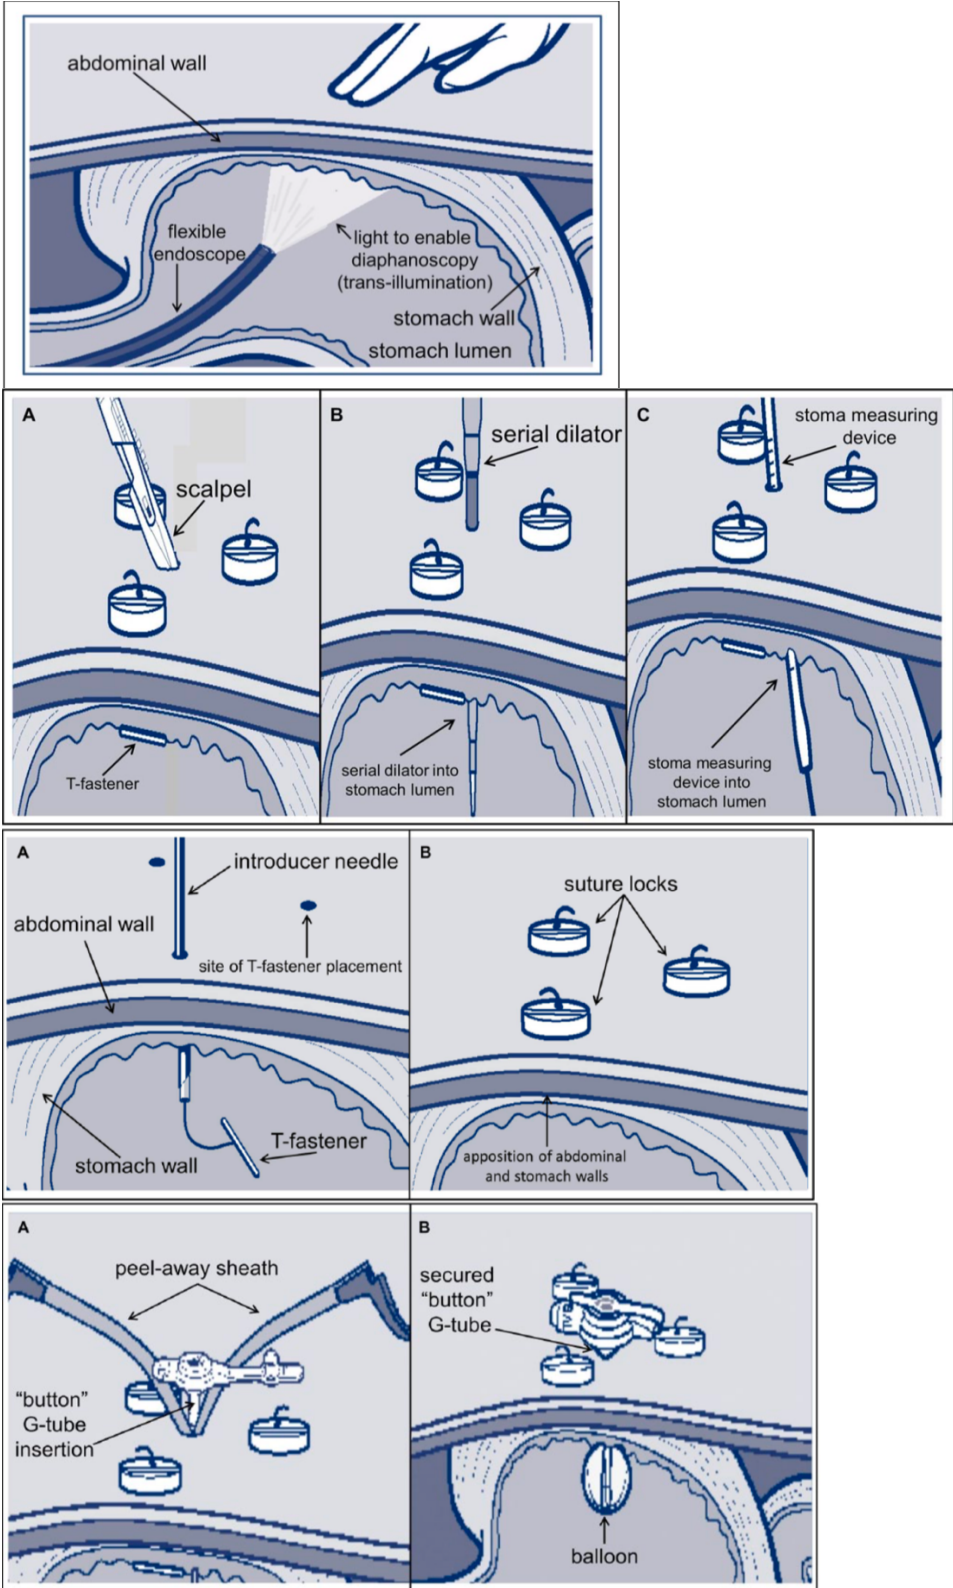 abdominal wall
flexible
endoscope
light to enable
diaphanoscopy
(trans-illumination)
stomach wall
stomach lumen
A
scalpel
T-fastener
B
serial dilator
serial dilator into
stomach lumen
C
stoma measuring
device
stoma measuring
device into
stomach lumen
A
introducer needle
abdominal wall
site of T-fastener placement
T-fastener
stomach wall
B
suture locks
apposition of abdominal
and stomach walls
A
peel-away sheath
“button”
G-tube
insertion
B
secured
“button”
G-tube
balloon